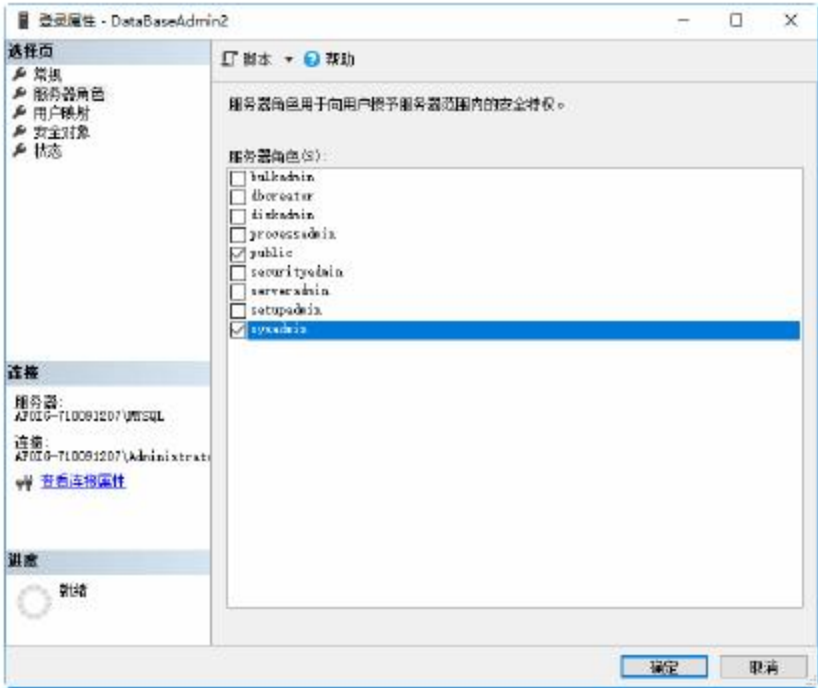 登录属性 - DataBaseAdmin2
选择页
常规
服务器角色
用户映射
安全对象
状态
脚本
帮助
服务器角色用于向用户授予服务器范围内的安全特权。
服务器角色(S):
bulkadmin
dbcreator
diskadmin
processadmin
public
securityadmin
serveradmin
setupadmin
sysadmin
连接
服务器:
连接:
查看连接属性
进度
就绪
确定
取消